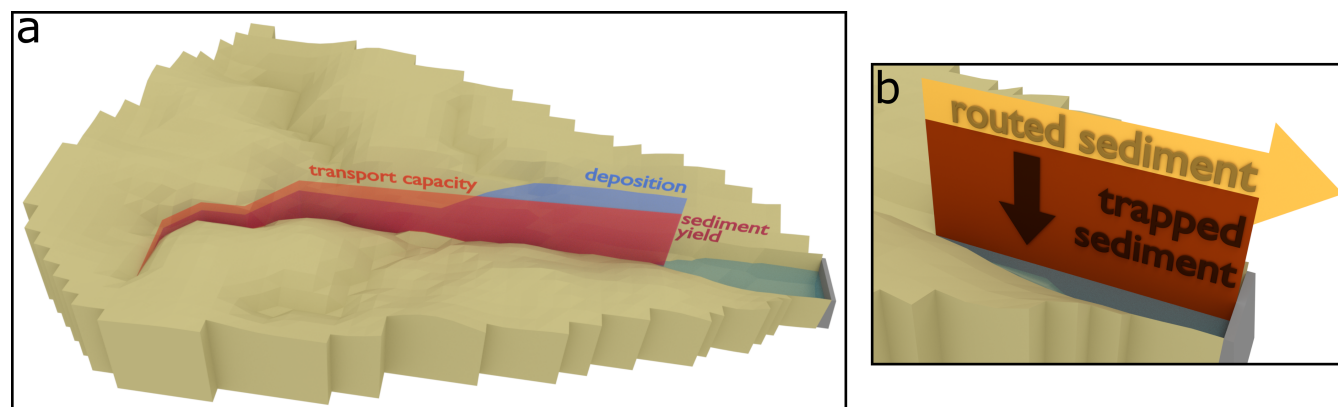 a
transport capacity
deposition
sediment
yield
b
routed sediment
trapped
sediment